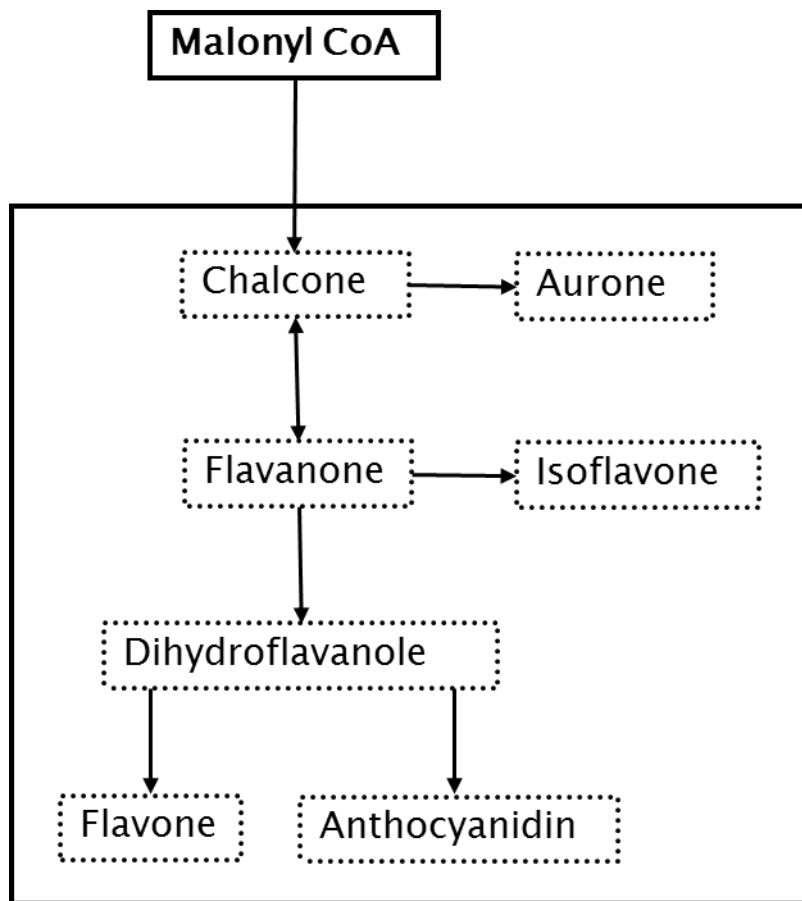 Malonyl CoA
Chalcone
Aurone
Flavanone
Isoflavone
Dihydroflavanole
Flavone
Anthocyanidin